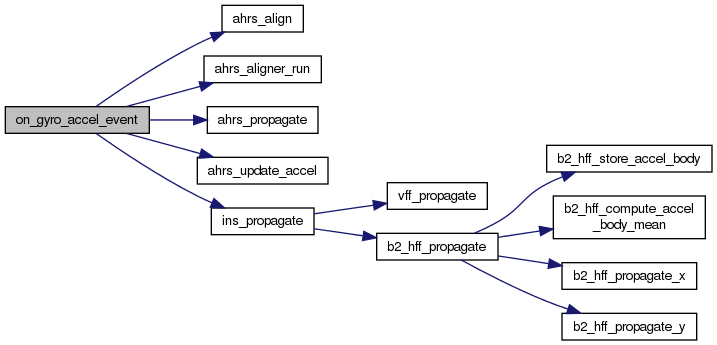 ahrs_align
ahrs_aligner_run
on_gyro_accel_event
ahrs_propagate
ahrs_update_accel
ins_propagate
vff_propagate
b2_hff_propagate
b2_hff_store_accel_body
b2_hff_compute_accel
_body_mean
b2_hff_propagate_x
b2_hff_propagate_y